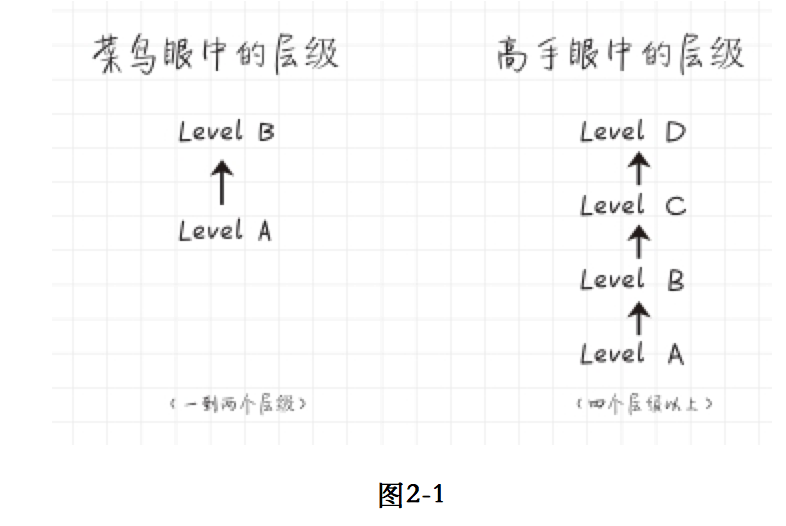 菜鸟眼中的层级
Level B
Level A
(一到两个层级)
高手眼中的层级
Level D
Level C
Level B
Level A
(四个层级以上)
图2-1